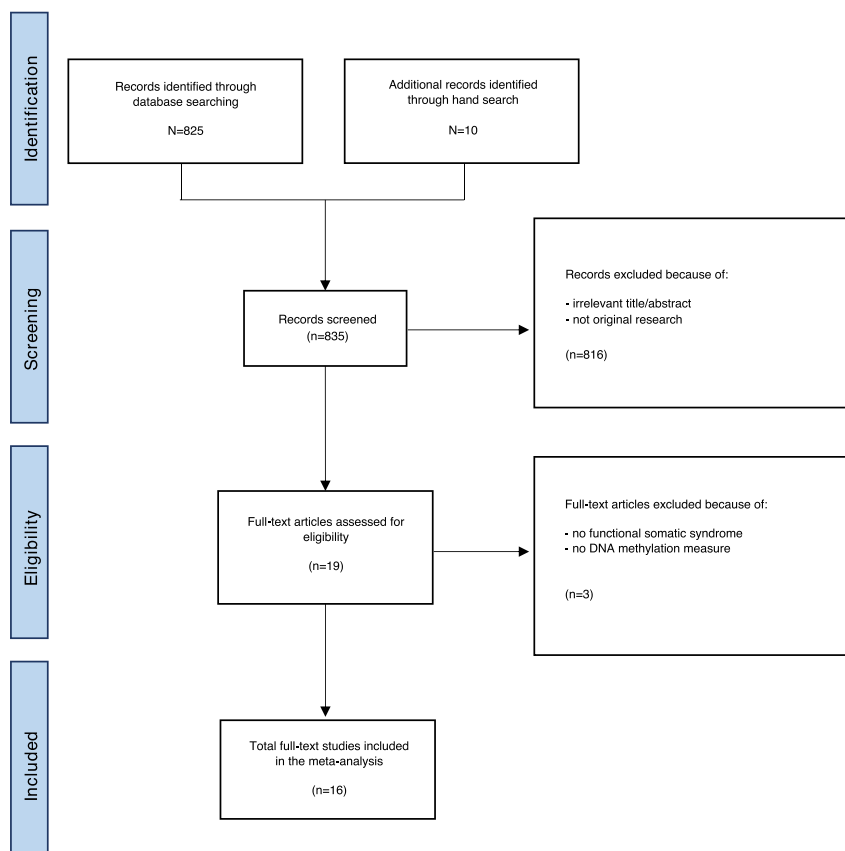 Identification
Records identified through
database searching
N=825
Additional records identified
through hand search
N=10
Screening
Records screened
(n=835)
Records excluded because of:
- irrelevant title/abstract
- not original research
(n=816)
Eligibility
Full-text articles assessed for
eligibility
(n=19)
Full-text articles excluded because of:
- no functional somatic syndrome
- no DNA methylation measure
(n=3)
Included
Total full-text studies included
in the meta-analysis
(n=16)